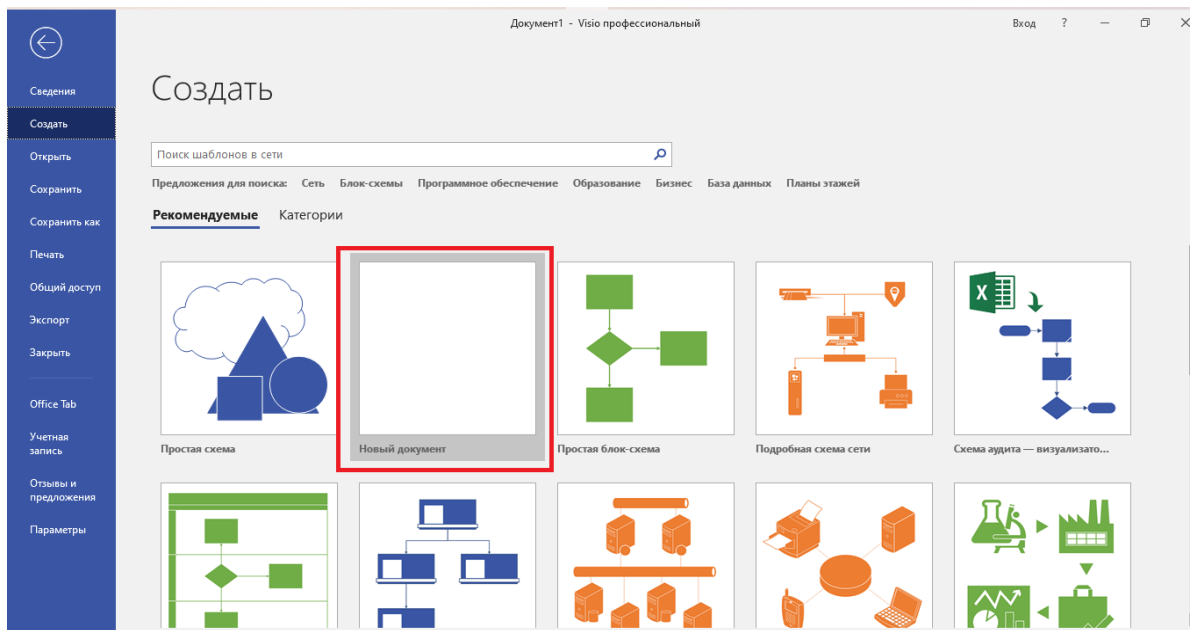 Документ1 - Visio профессиональный
Вход ?
Сведения
Создать
Открыть
Сохранить
Сохранить как
Печать
Общий доступ
Экспорт
Закрыть
Office Tab
Учетная
запись
Отзывы и
предложения
Параметры
Создать
Поиск шаблонов в сети
Предложения для поиска: Сеть Блок-схемы Программное обеспечение Образование Бизнес База данных Планы этажей
Рекомендуемые Категории
X
Простая схема Новый документ Простая блок-схема Подробная схема сети Схема аудита — визуализато...